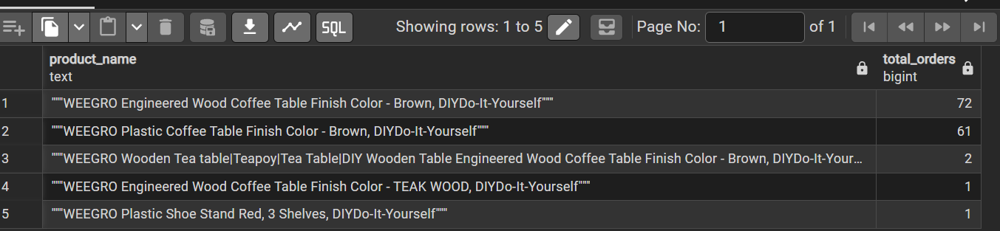 SQL
Showing rows: 1 to 5
Page No: 1 of 1
product_name total_orders
text bigint
1 """WEEGRO Engineered Wood Coffee Table Finish Color - Brown, DIYDo-It-Yourself""" 72
2 """WEEGRO Plastic Coffee Table Finish Color - Brown, DIYDo-It-Yourself""" 61
3 """WEEGRO Wooden Tea table|Teapoy|Tea Table|DIY Wooden Table Engineered Wood Coffee Table Finish Color - Brown, DIYDo-It-Your... 2
4 """WEEGRO Engineered Wood Coffee Table Finish Color - TEAK WOOD, DIYDo-It-Yourself""" 1
5 """WEEGRO Plastic Shoe Stand Red, 3 Shelves, DIYDo-It-Yourself""" 1